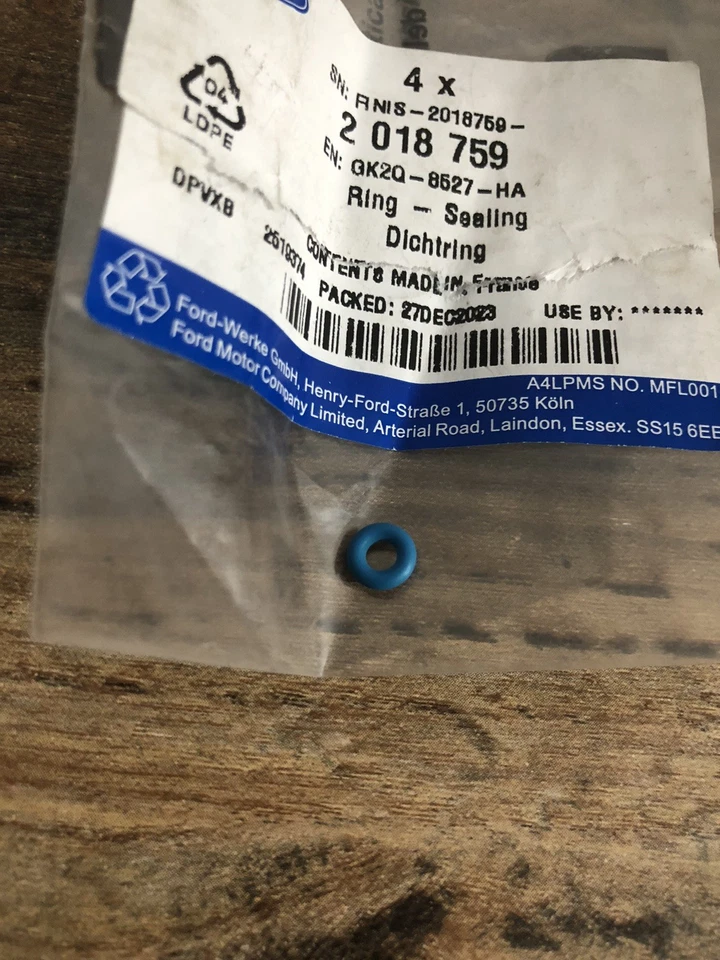 4 x
SN: FINIS-2018759-
2 018 759
EN: GK2Q-8527-HA
Ring - Sealing
Dichtring
04
LDPE
DPVXB
2618374
CONTENTS MADE IN, France
PACKED: 27DEC2023
USE BY: *******
A4LPMS NO. MFL001
Ford-Werke GmbH, Henry-Ford-Straße 1, 50735 Köln
Ford Motor Company Limited, Arterial Road, Laindon, Essex. SS15 6EE